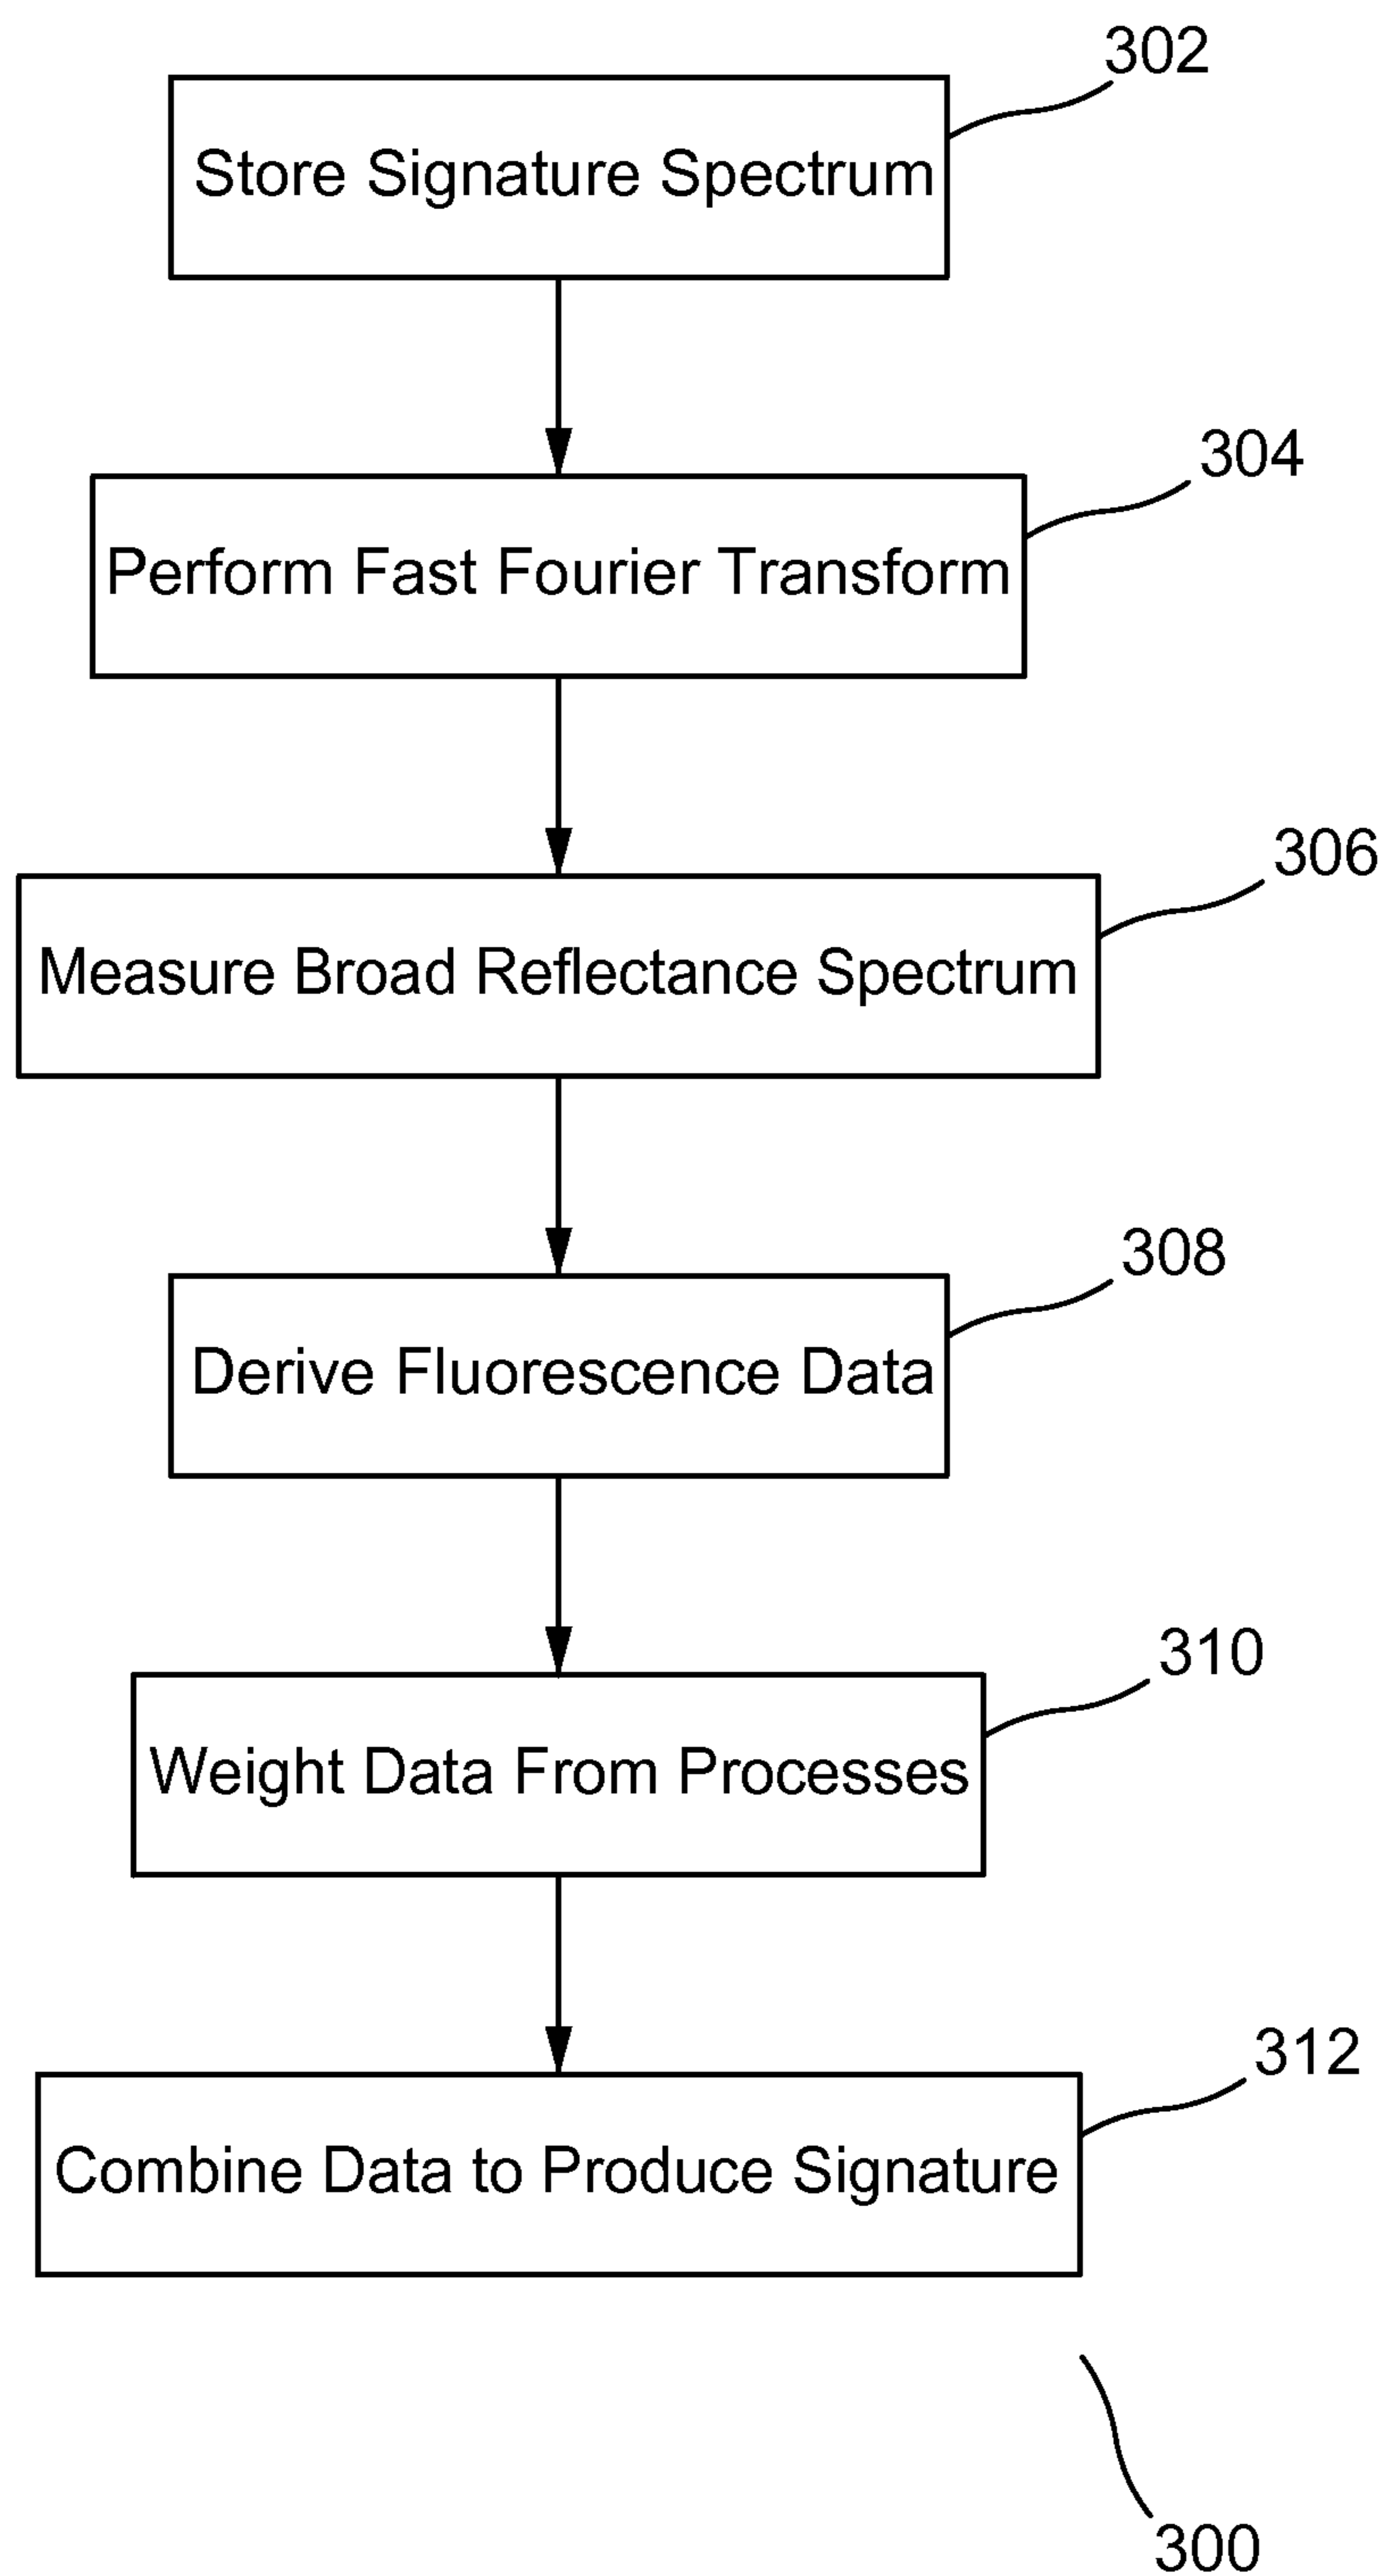 302
Store Signature Spectrum
304
Perform Fast Fourier Transform
306
Measure Broad Reflectance Spectrum
308
Derive Fluorescence Data
310
Weight Data From Processes
312
Combine Data to Produce Signature
300